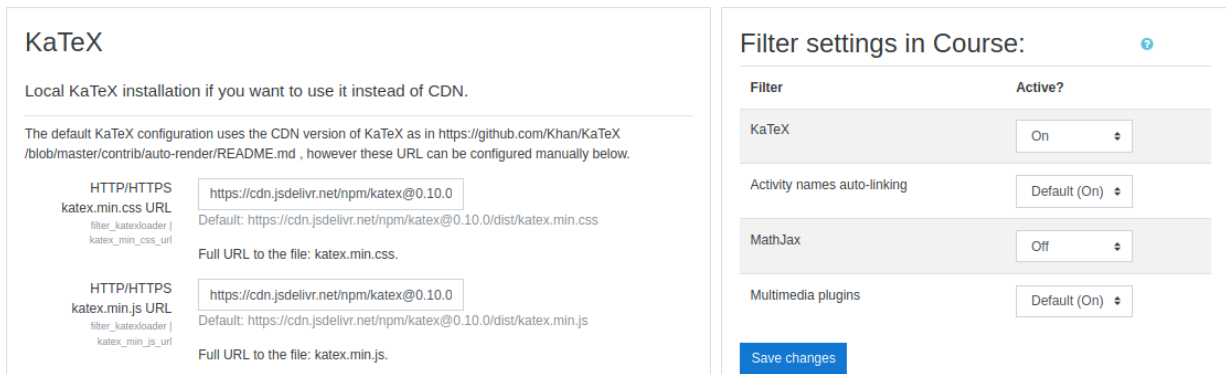 KaTeX
Local KaTeX installation if you want to use it instead of CDN.
The default KaTeX configuration uses the CDN version of KaTeX as in https://github.com/Khan/KaTeX
/blob/master/contrib/auto-render/README.md , however these URL can be configured manually below.
HTTP/HTTPS
katex.min.css URL
filter_katexloader |
katex_min_css_url
https://cdn.jsdelivr.net/npm/katex@0.10.0
Default: https://cdn.jsdelivr.net/npm/katex@0.10.0/dist/katex.min.css
Full URL to the file: katex.min.css.
HTTP/HTTPS
katex.min.js URL
filter_katexloader |
katex_min_js_url
https://cdn.jsdelivr.net/npm/katex@0.10.0
Default: https://cdn.jsdelivr.net/npm/katex@0.10.0/dist/katex.min.js
Full URL to the file: katex.min.js.
Filter settings in Course: ?
Filter Active?
KaTeX On
Activity names auto-linking Default (On)
MathJax Off
Multimedia plugins Default (On)
Save changes